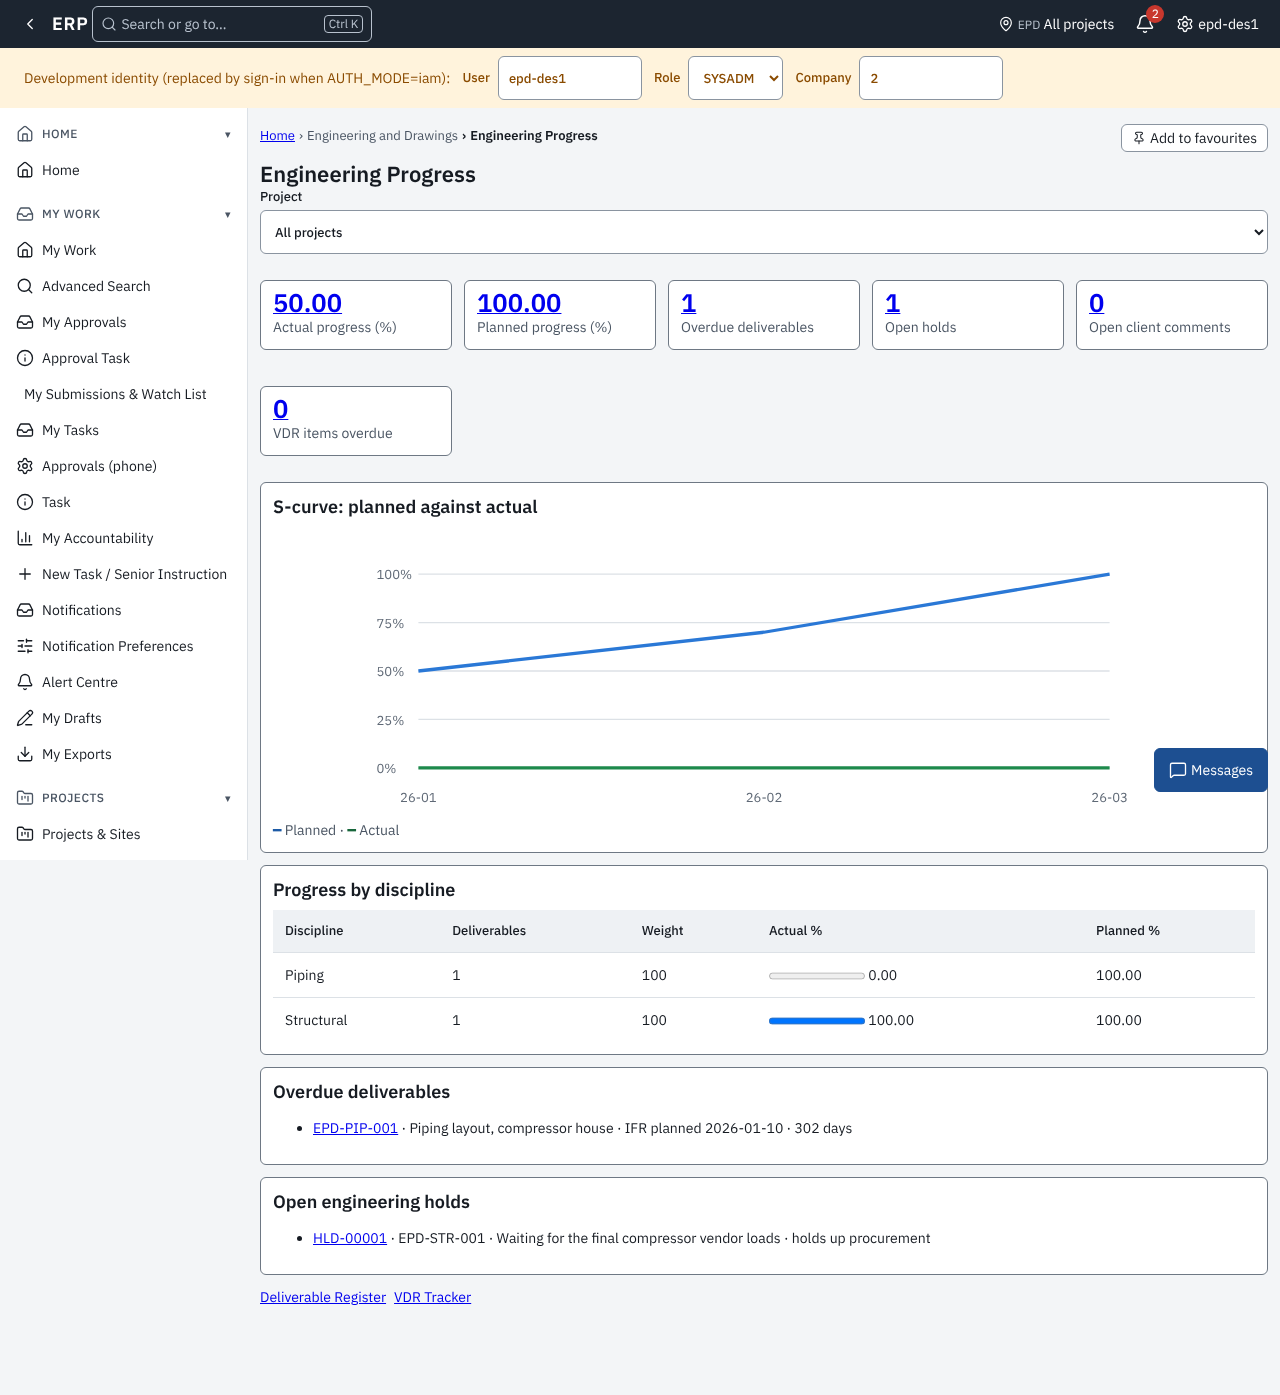 ERP
Search or go to...
Ctrl K
EPD All projects
2
epd-des1
Development identity (replaced by sign-in when AUTH_MODE=iam):
User
epd-des1
Role
SYSADM
Company
2
HOME
Home
MY WORK
My Work
Advanced Search
My Approvals
Approval Task
My Submissions & Watch List
My Tasks
Approvals (phone)
Task
My Accountability
New Task / Senior Instruction
Notifications
Notification Preferences
Alert Centre
My Drafts
My Exports
PROJECTS
Projects & Sites
Home › Engineering and Drawings › Engineering Progress
Add to favourites
Engineering Progress
Project
All projects
50.00
Actual progress (%)
100.00
Planned progress (%)
1
Overdue deliverables
1
Open holds
0
Open client comments
0
VDR items overdue
S-curve: planned against actual
100%
75%
50%
25%
0%
26-01
26-02
26-03
Planned · Actual
Messages
Progress by discipline
Discipline Deliverables Weight Actual % Planned %
Piping 1 100 0.00 100.00
Structural 1 100 100.00 100.00
Overdue deliverables
• EPD-PIP-001 · Piping layout, compressor house · IFR planned 2026-01-10 · 302 days
Open engineering holds
• HLD-00001 · EPD-STR-001 · Waiting for the final compressor vendor loads · holds up procurement
Deliverable Register VDR Tracker